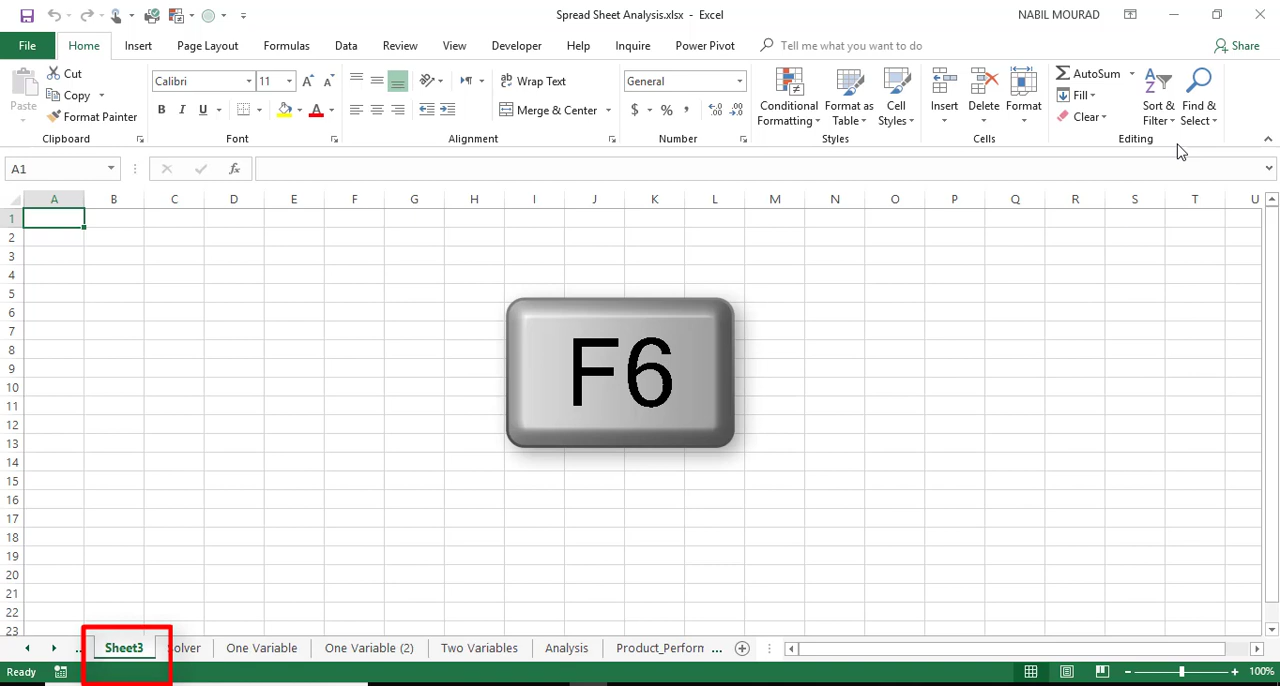 Spread Sheet Analysis.xlsx - Excel
NABIL MOURAD
File Home Insert Page Layout Formulas Data Review View Developer Help Inquire Power Pivot Tell me what you want to do Share
Paste
Cut
Copy
Format Painter
Clipboard
Calibri 11
B I U A
Font
Wrap Text
Merge & Center
Alignment
General
$ % ,
Number
Conditional Formatting
Format as Table
Cell Styles
Styles
Insert Delete Format
Cells
AutoSum
Fill
Clear
Sort & Filter
Find & Select
Editing
A1 fx
A B C D E F G H I J K L M N O P Q R S T U
1
2
3
4
5
6
7
8
9
10
11
12
13
14
15
16
17
18
19
20
21
22
23
F6
... Sheet3 Solver One Variable One Variable (2) Two Variables Analysis Product_Perform ...
Ready 100%